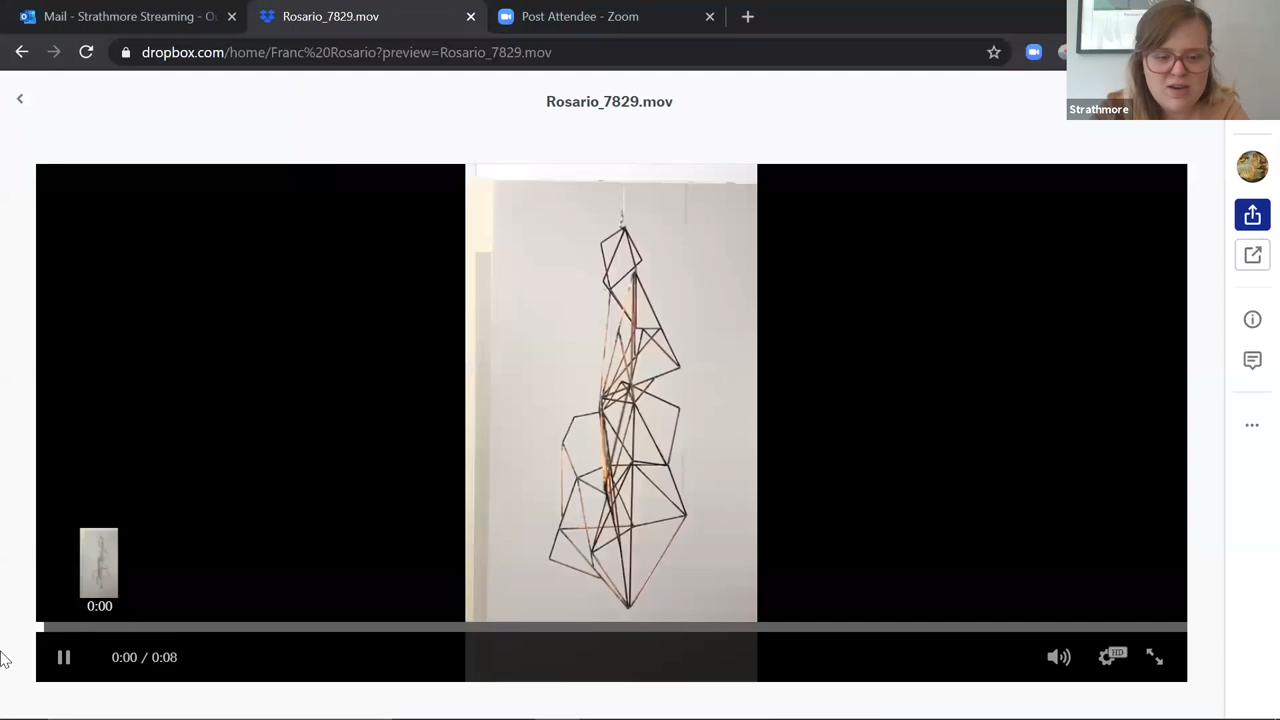 Mail - Strathmore Streaming - Ou
Rosario_7829.mov
Post Attendee - Zoom
dropbox.com/home/Franc%20Rosario?preview=Rosario_7829.mov
Strathmore
Rosario_7829.mov
0:00
0:00 / 0:08
HD